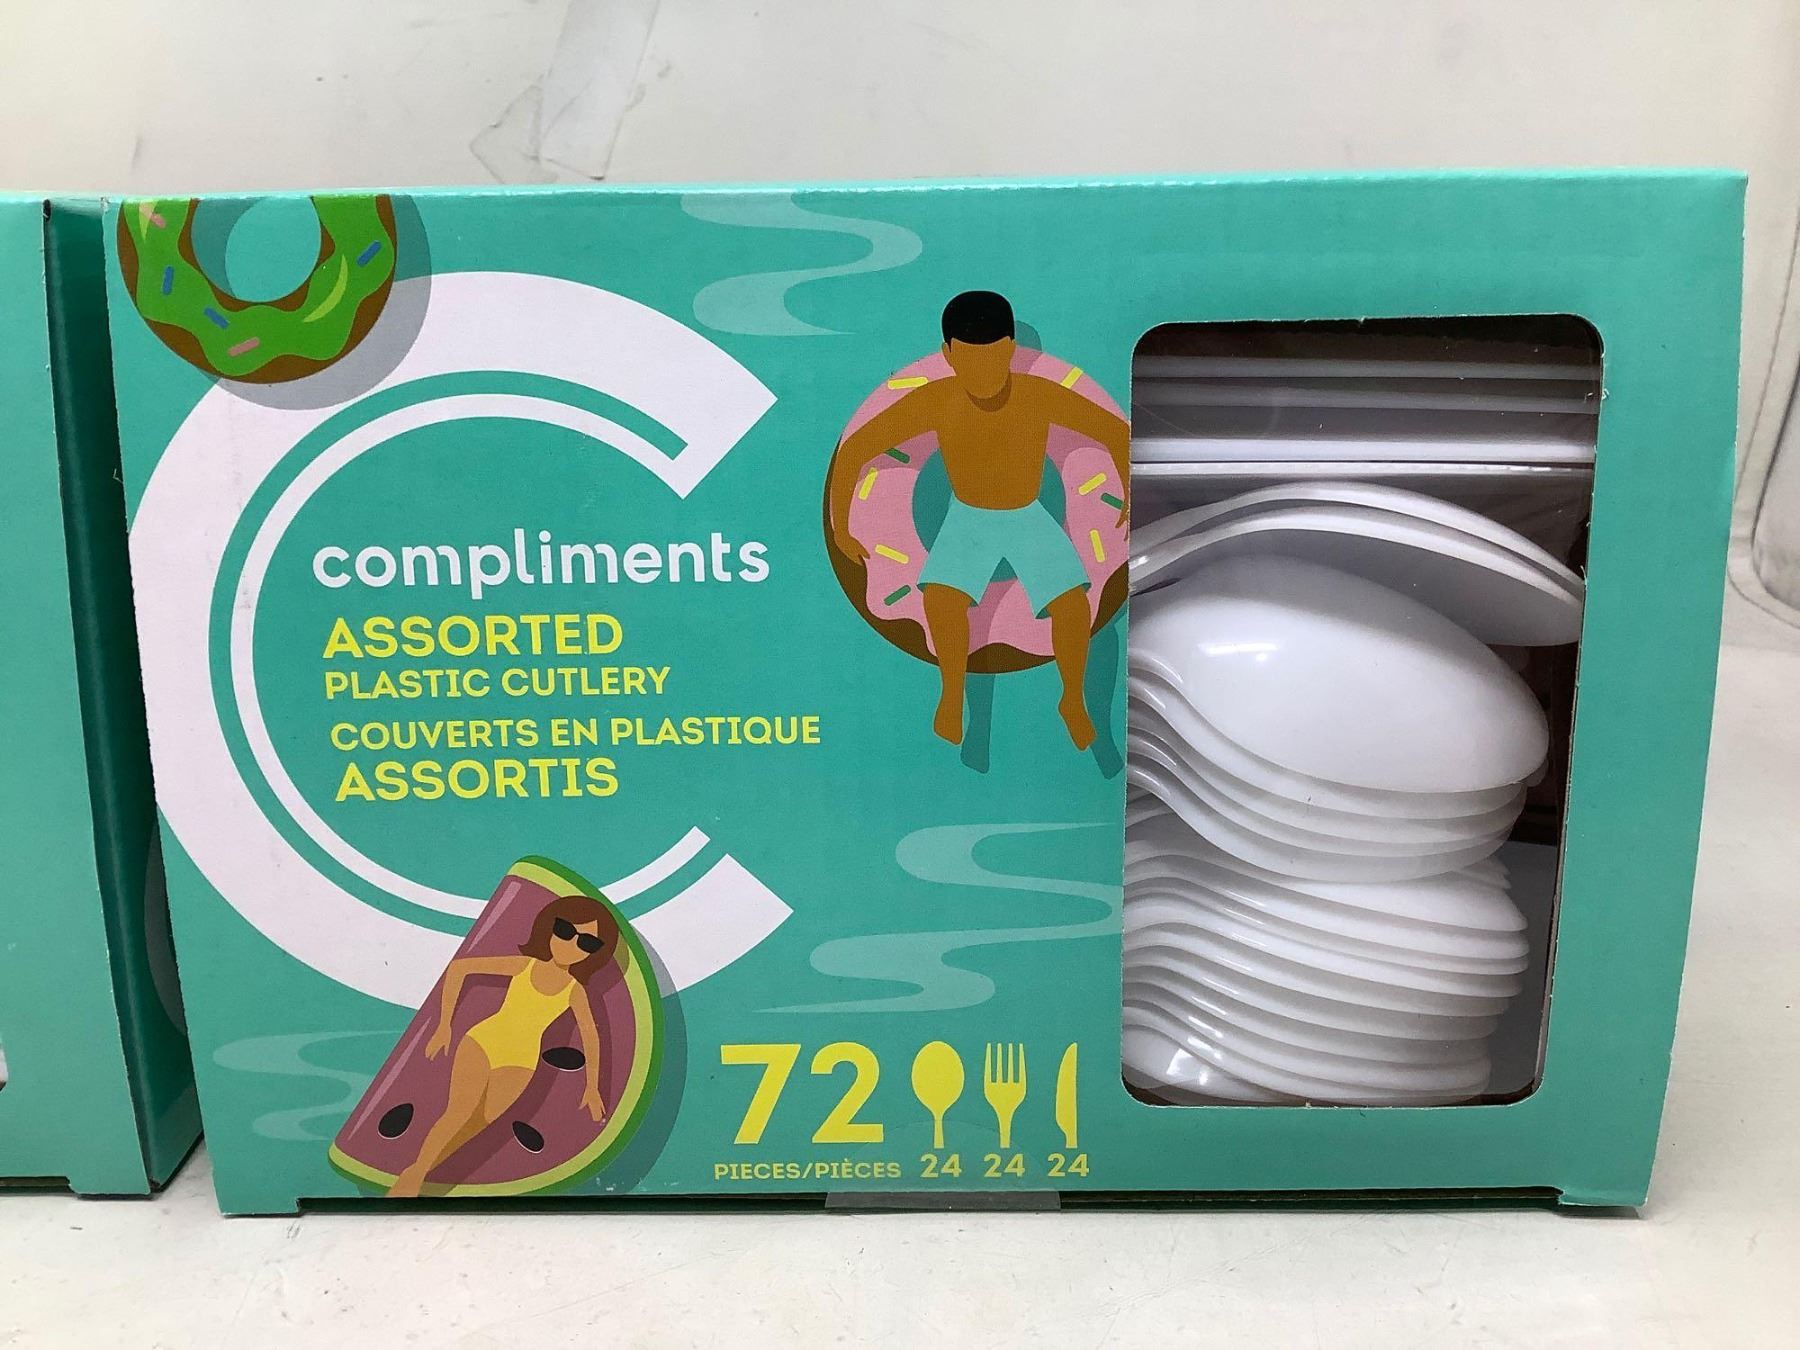 compliments
ASSORTED
PLASTIC CUTLERY
COUVERTS EN PLASTIQUE
ASSORTIS
72
PIECES/PIÈCES 24 24 24